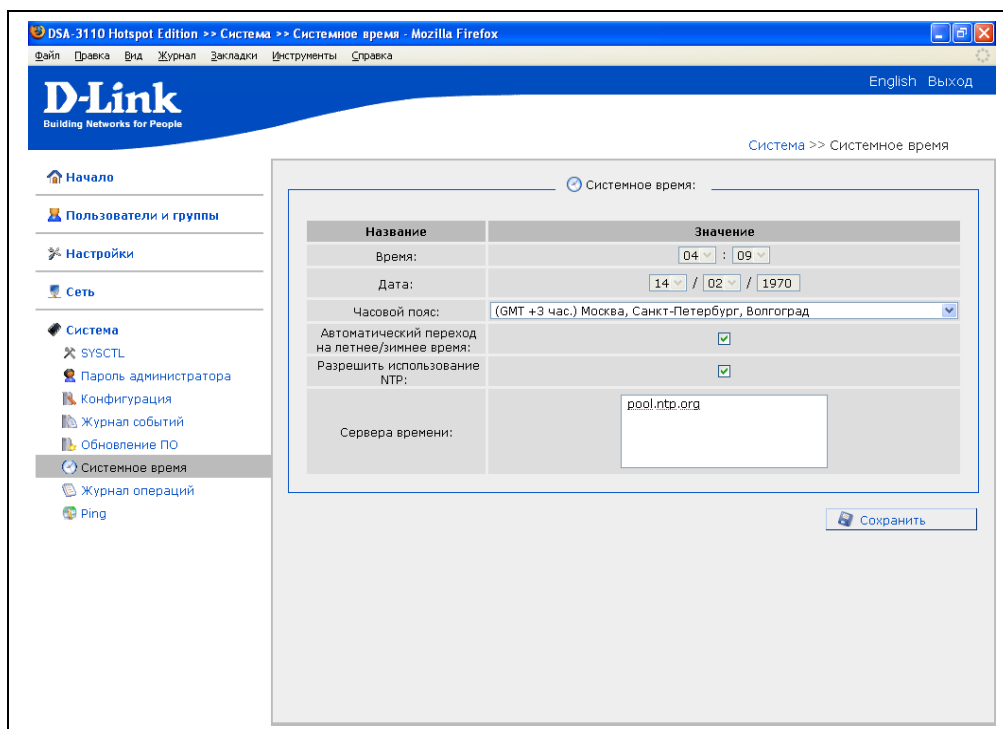 DSA-3110 Hotspot Edition >> Система >> Системное время - Mozilla Firefox
Файл Правка Вид Журнал Закладки Инструменты Справка
English Выход
D-Link
Building Networks for People
Система >> Системное время
Начало
Пользователи и группы
Настройки
Сеть
Система
SYSCTL
Пароль администратора
Конфигурация
Журнал событий
Обновление ПО
Системное время
Журнал операций
Ping
Системное время:
Название Значение
Время: 04 : 09
Дата: 14 / 02 / 1970
Часовой пояс: (GMT +3 час.) Москва, Санкт-Петербург, Волгоград
Автоматический переход
на летнее/зимнее время:
Разрешить использование
NTP:
Сервера времени: pool.ntp.org
Сохранить